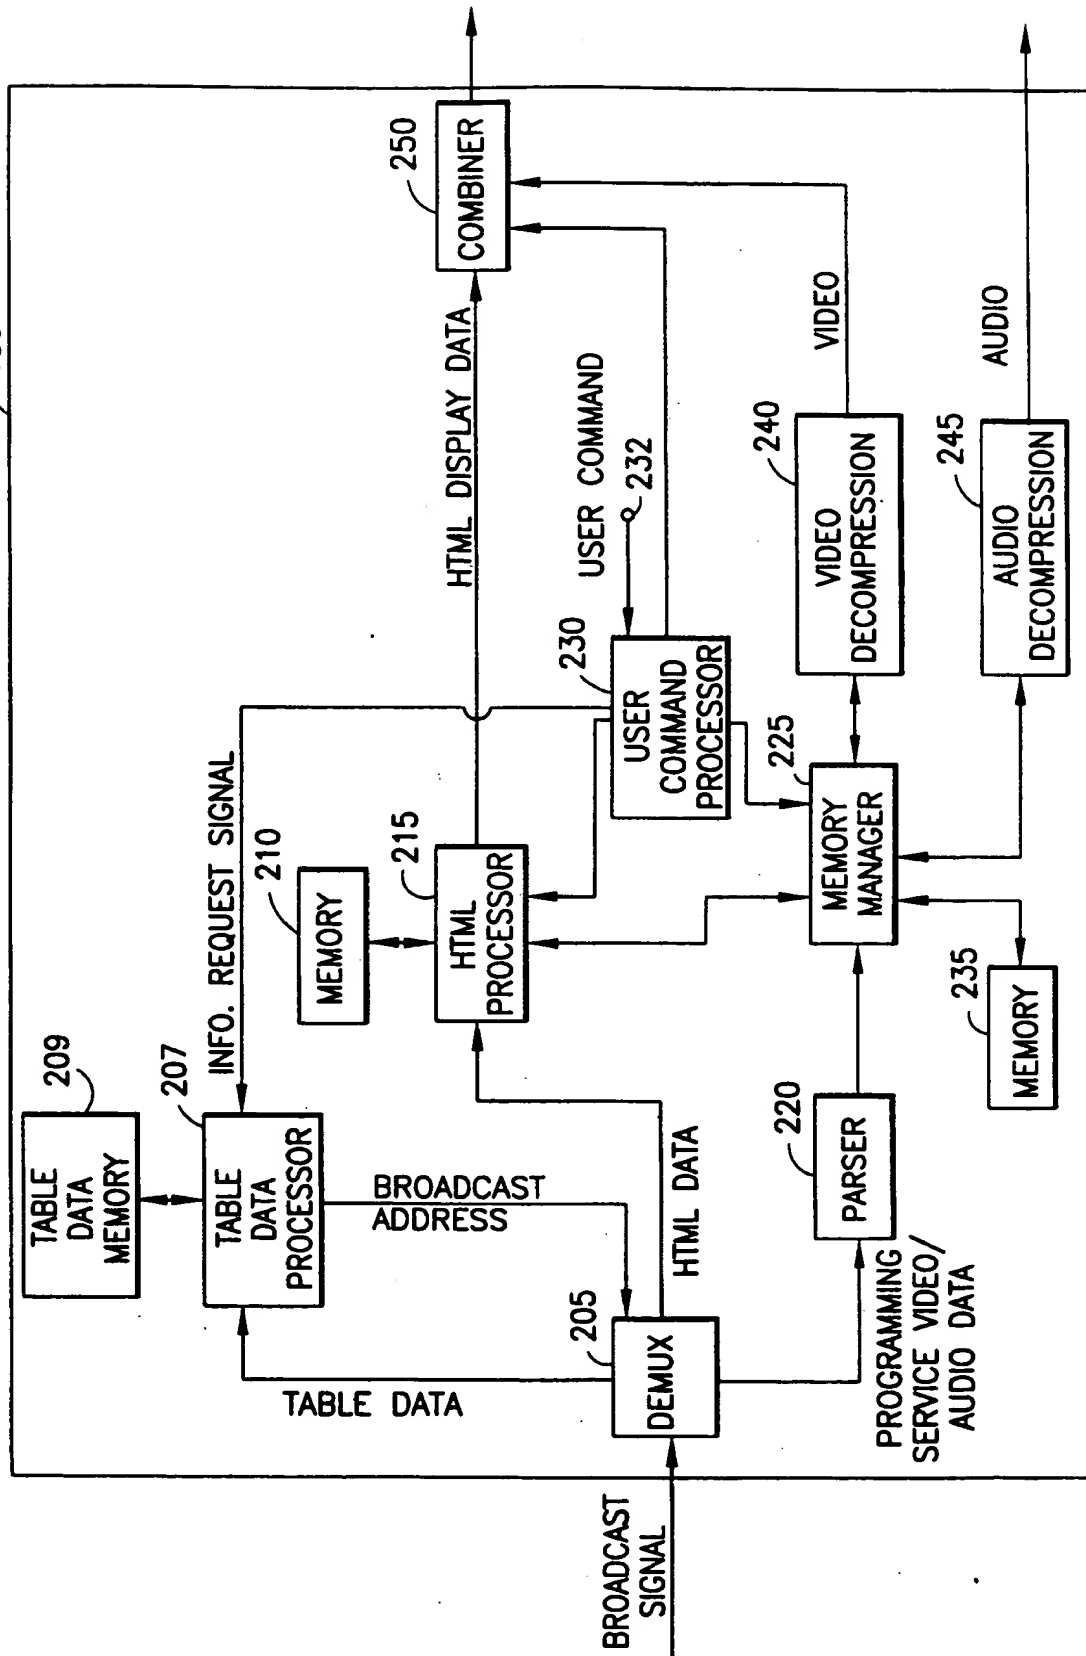 BROADCAST
SIGNAL
TABLE DATA
205
DEMUX
PROGRAMMING
SERVICE VIDEO/
AUDIO DATA
HTML DATA
BROADCAST
ADDRESS
209
TABLE
DATA
MEMORY
207
TABLE
DATA
PROCESSOR
INFO. REQUEST SIGNAL
210
MEMORY
215
HTML
PROCESSOR
220
PARSER
235
MEMORY
225
MEMORY
MANAGER
230
USER
COMMAND
PROCESSOR
USER COMMAND
232
HTML DISPLAY DATA
240
VIDEO
DECOMPRESSION
VIDEO
245
AUDIO
DECOMPRESSION
AUDIO
250
COMBINER